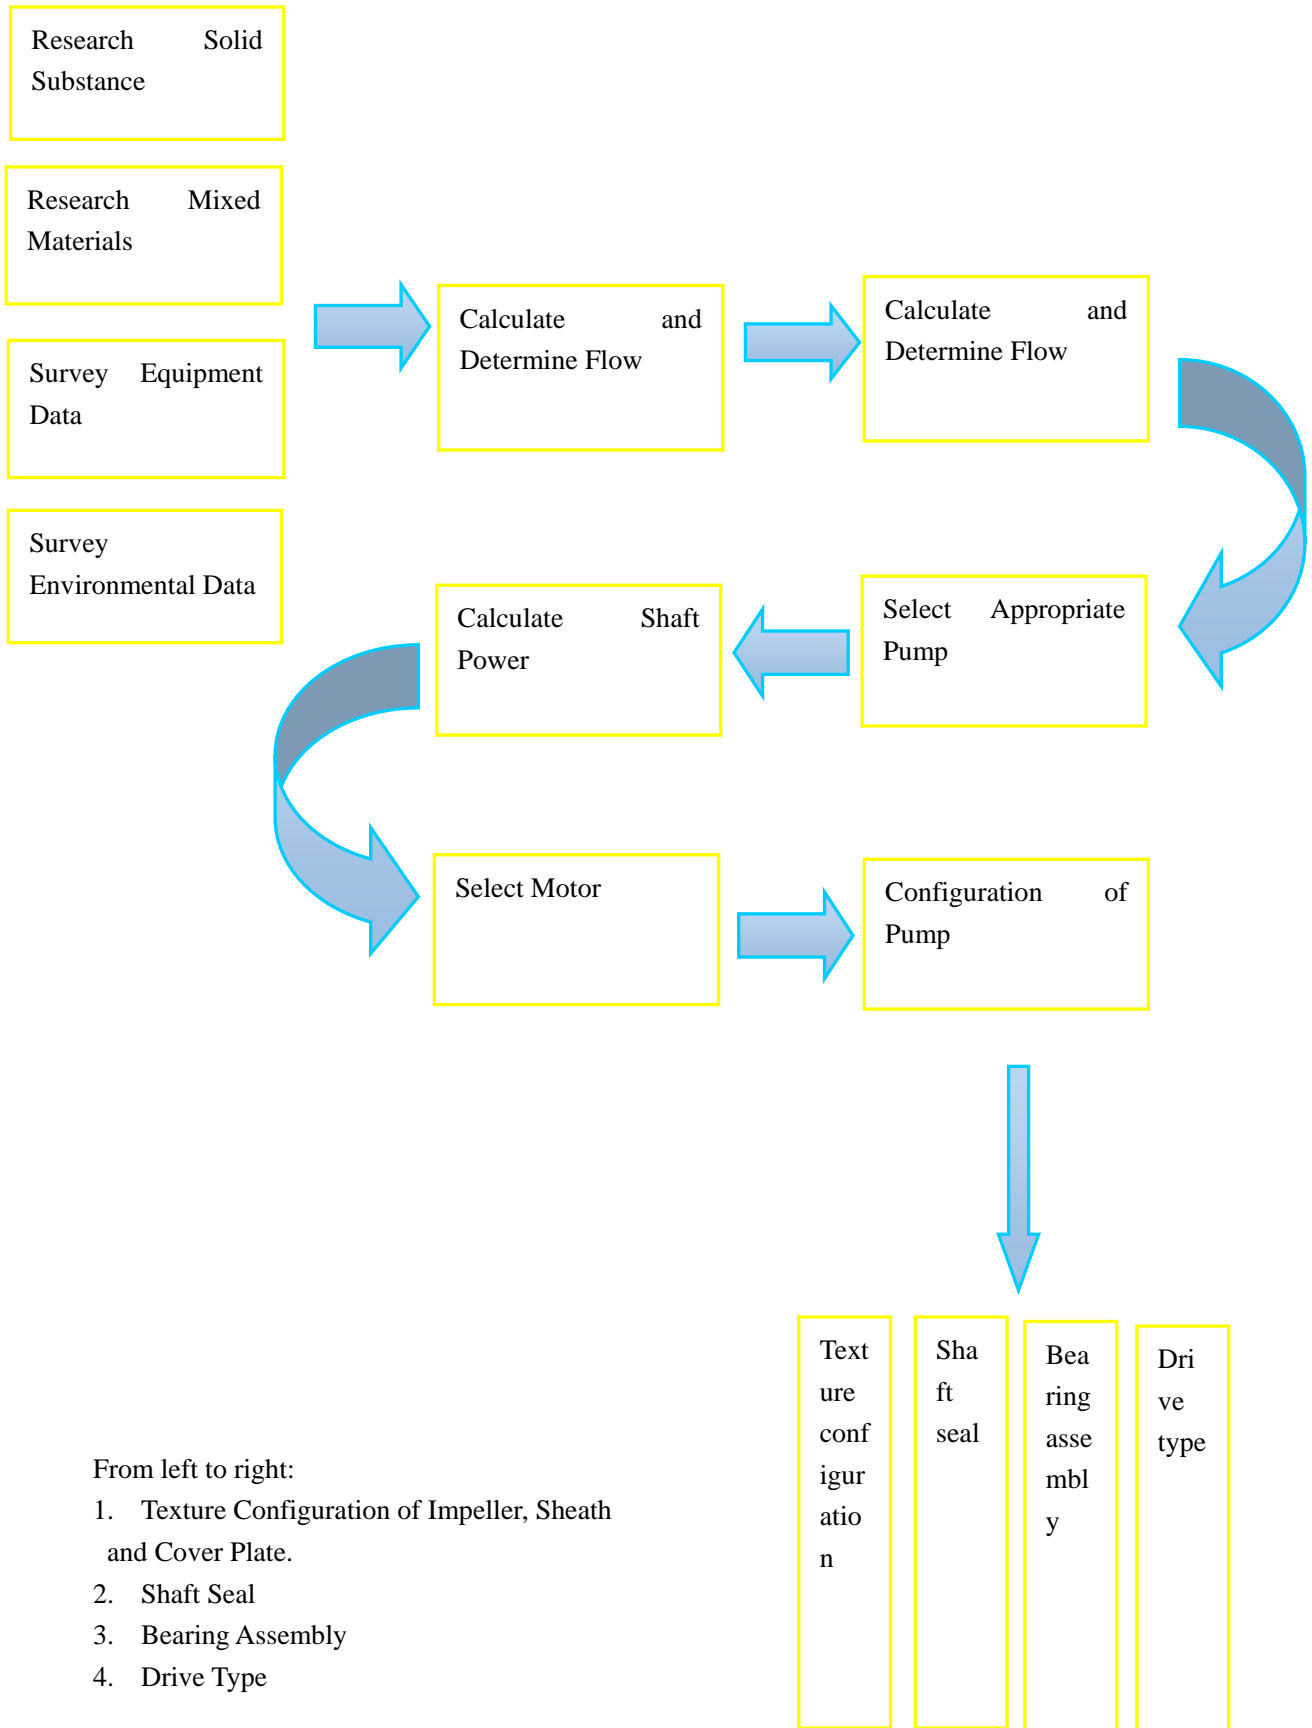 Research Solid
Substance
Research Mixed
Materials
Survey Equipment
Data
Survey
Environmental Data
Calculate and
Determine Flow
Calculate and
Determine Flow
Select Appropriate
Pump
Calculate Shaft
Power
Select Motor
Configuration of
Pump
Text
ure
conf
igur
atio
n
Sha
ft
seal
Bea
ring
asse
mbl
y
Dri
ve
type
From left to right:
1. Texture Configuration of Impeller, Sheath
and Cover Plate.
2. Shaft Seal
3. Bearing Assembly
4. Drive Type